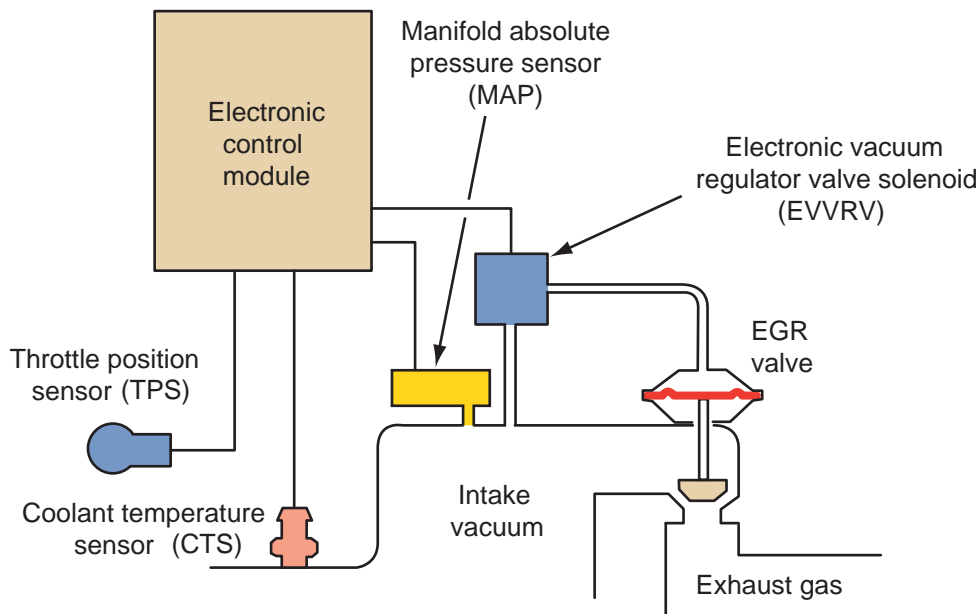 Manifold absolute
pressure sensor
(MAP)
Electronic
control
module
Electronic vacuum
regulator valve solenoid
(EVVRV)
Throttle position
sensor (TPS)
EGR
valve
Coolant temperature
sensor (CTS)
Intake
vacuum
Exhaust gas